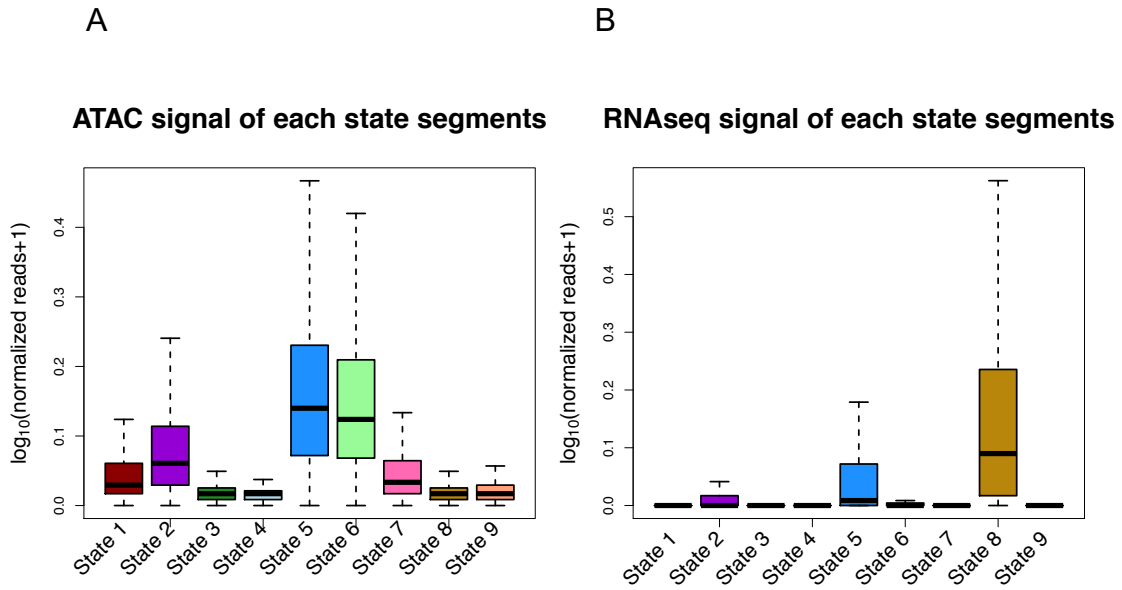 A
B
ATAC signal of each state segments
RNAseq signal of each state segments
log10(normalized reads+1)
0.0
0.1
0.2
0.3
0.4
State 1
State 2
State 3
State 4
State 5
State 6
State 7
State 8
State 9
log10(normalized reads+1)
0.0
0.1
0.2
0.3
0.4
0.5
State 1
State 2
State 3
State 4
State 5
State 6
State 7
State 8
State 9